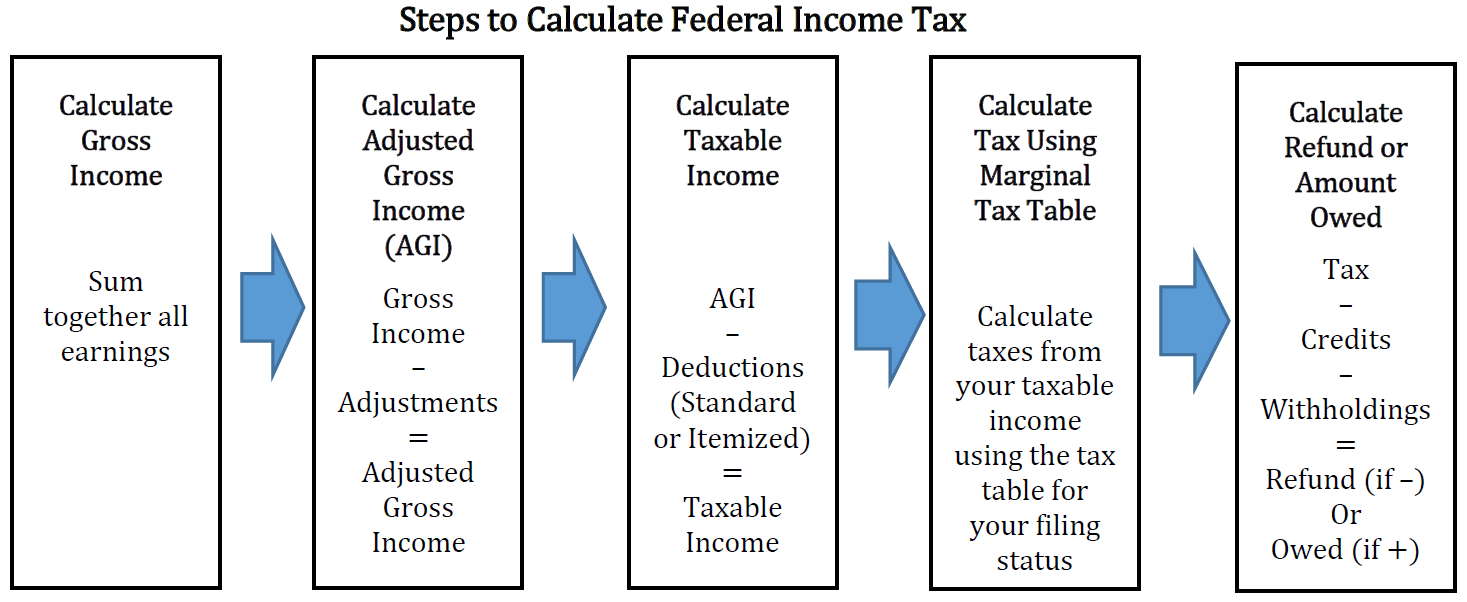 Steps to Calculate Federal Income Tax
Calculate
Gross
Income
Sum
together all
earnings
Calculate
Adjusted
Gross
Income
(AGI)
Gross
Income
–
Adjustments
=
Adjusted
Gross
Income
Calculate
Taxable
Income
AGI
–
Deductions
(Standard
or Itemized)
=
Taxable
Income
Calculate
Tax Using
Marginal
Tax Table
Calculate
taxes from
your taxable
income
using the tax
table for
your filing
status
Calculate
Refund or
Amount
Owed
Tax
–
Credits
–
Withholdings
=
Refund (if –)
Or
Owed (if +)